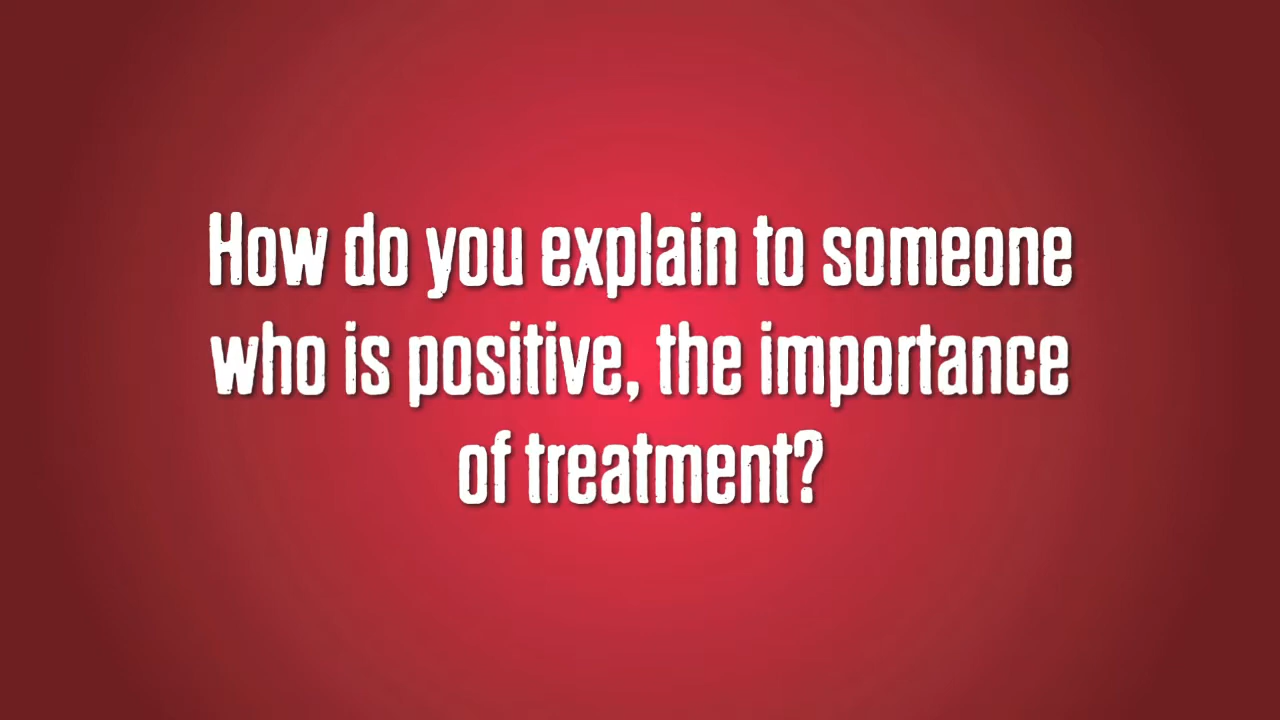 How do you explain to someone
who is positive, the importance
of treatment?